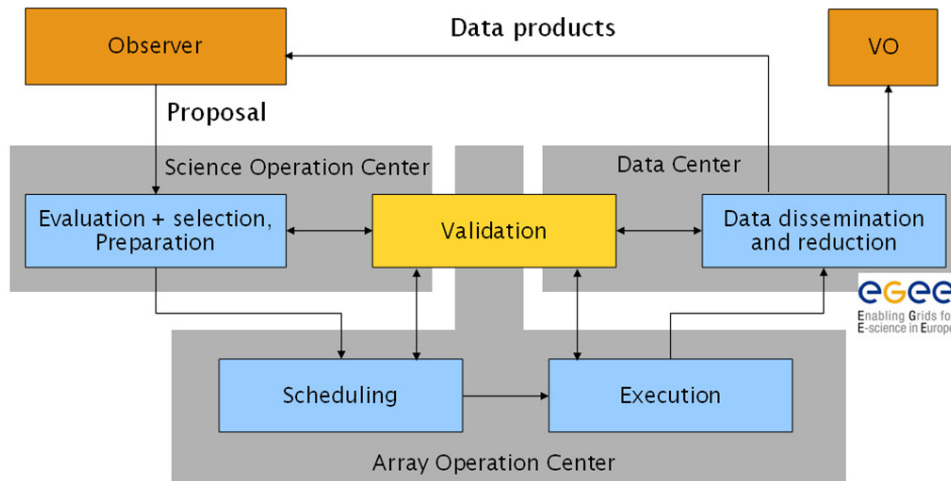 Observer
Data products
VO
Proposal
Science Operation Center
Data Center
Evaluation + selection,
Preparation
Validation
Data dissemination
and reduction
egee
Enabling Grids for
E-science in Europe
Scheduling
Execution
Array Operation Center